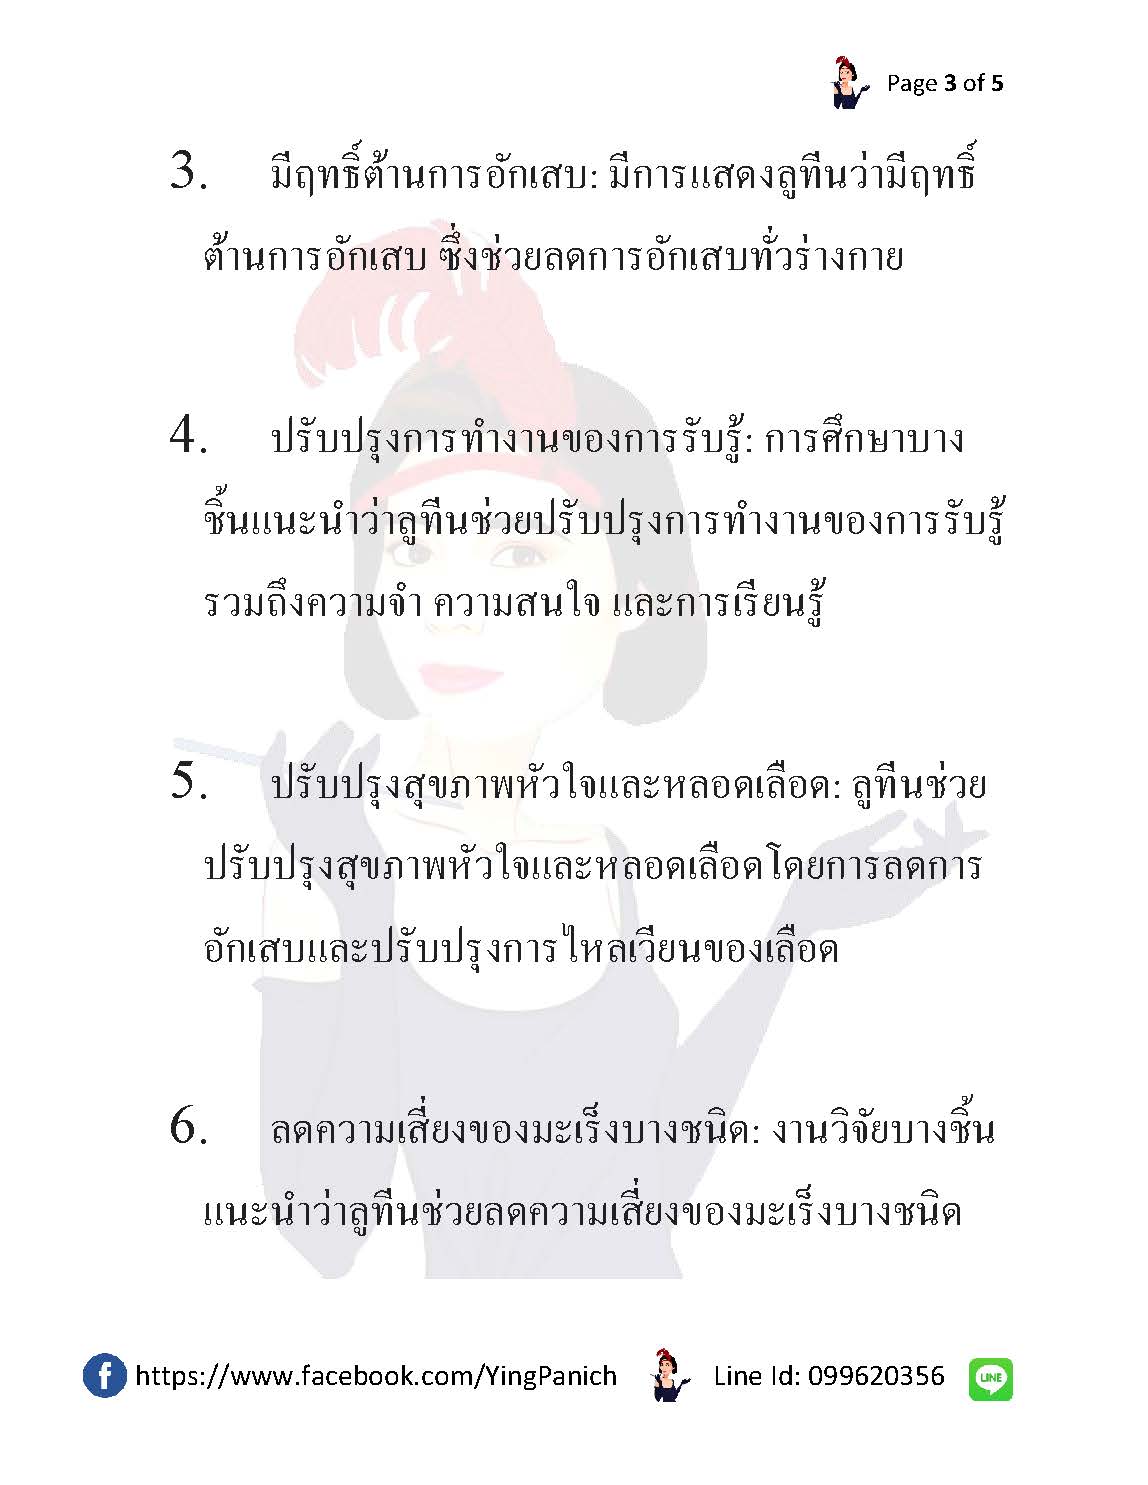 Page 3 of 5
3. มีฤทธิ์ต้านการอักเสบ: มีการแสดงลูทีนว่ามีฤทธิ์
ต้านการอักเสบ ซึ่งช่วยลดการอักเสบทั่วร่างกาย
4. ปรับปรุงการทำงานของการรับรู้: การศึกษาบาง
ชิ้นแนะนำว่าลูทีนช่วยปรับปรุงการทำงานของการรับรู้
รวมถึงความจำ ความสนใจ และการเรียนรู้
5. ปรับปรุงสุขภาพหัวใจและหลอดเลือด: ลูทีนช่วย
ปรับปรุงสุขภาพหัวใจและหลอดเลือดโดยการลดการ
อักเสบและปรับปรุงการไหลเวียนของเลือด
6. ลดความเสี่ยงของมะเร็งบางชนิด: งานวิจัยบางชิ้น
แนะนำว่าลูทีนช่วยลดความเสี่ยงของมะเร็งบางชนิด
f https://www.facebook.com/YingPanich Line Id: 099620356 LINE